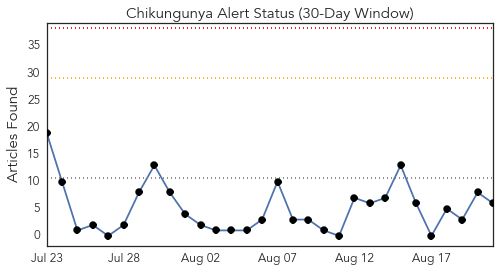 Chikungunya Alert Status (30-Day Window)
Articles Found
35
30
25
20
15
10
5
0
Jul 23
Jul 28
Aug 02
Aug 07
Aug 12
Aug 17